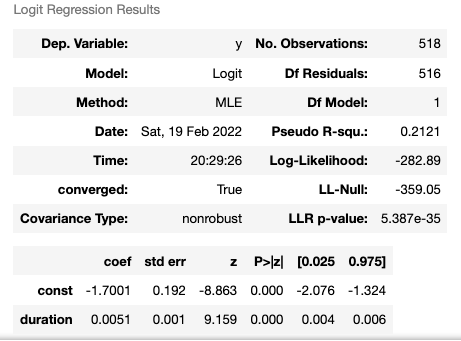 Logit Regression Results
Dep. Variable: y No. Observations: 518
Model: Logit Df Residuals: 516
Method: MLE Df Model: 1
Date: Sat, 19 Feb 2022 Pseudo R-squ.: 0.2121
Time: 20:29:26 Log-Likelihood: -282.89
converged: True LL-Null: -359.05
Covariance Type: nonrobust LLR p-value: 5.387e-35
coef std err z P>|z| [0.025 0.975]
const -1.7001 0.192 -8.863 0.000 -2.076 -1.324
duration 0.0051 0.001 9.159 0.000 0.004 0.006